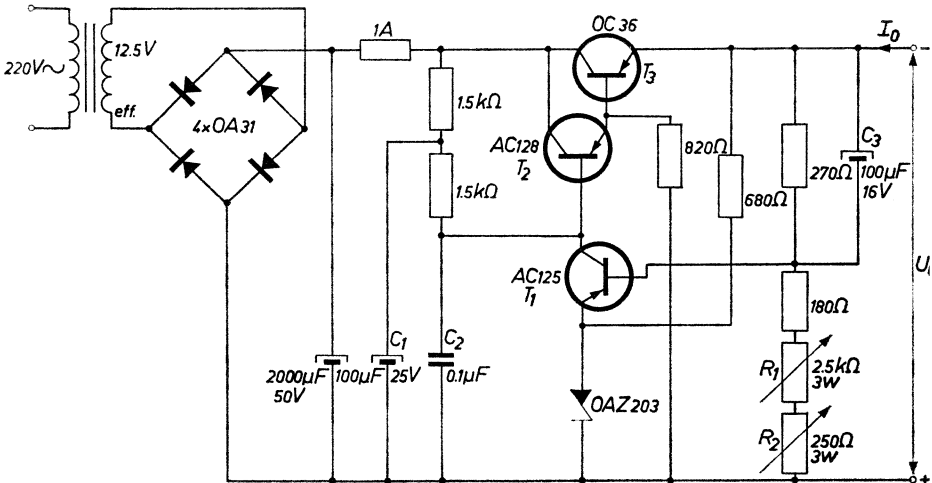 220V~
12.5V
eff.
4×OA31
1A
1.5kΩ
1.5kΩ
OC 36
T3
AC128
T2
AC125
T1
820Ω
680Ω
270Ω
C3
100μF
16V
I0
-
180Ω
R1
2.5kΩ
3W
R2
250Ω
3W
2000μF
50V
C1
100μF
25V
C2
0.1μF
OAZ203
+